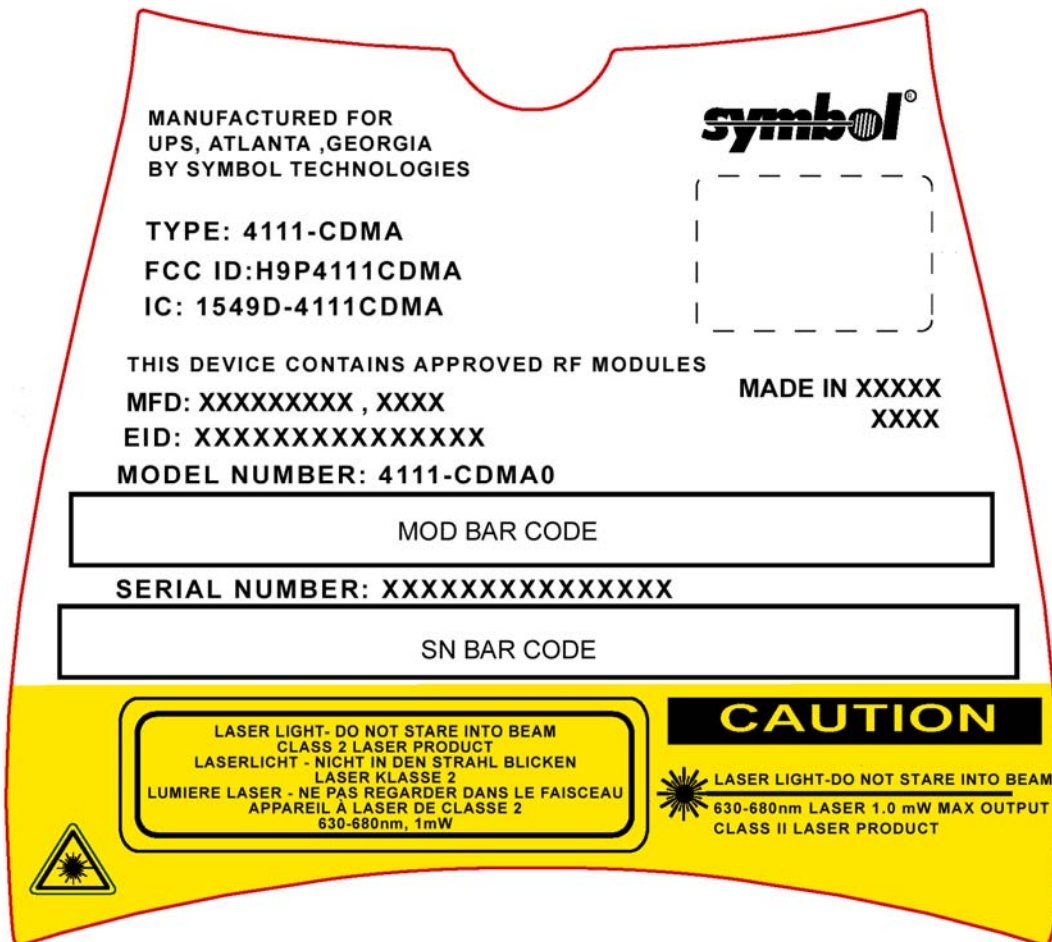 MANUFACTURED FOR
UPS, ATLANTA ,GEORGIA
BY SYMBOL TECHNOLOGIES
symbol®
TYPE: 4111-CDMA
FCC ID:H9P4111CDMA
IC: 1549D-4111CDMA
THIS DEVICE CONTAINS APPROVED RF MODULES
MFD: XXXXXXXXX , XXXX
EID: XXXXXXXXXXXXXXX
MADE IN XXXXX
XXXX
MODEL NUMBER: 4111-CDMA0
MOD BAR CODE
SERIAL NUMBER: XXXXXXXXXXXXXXX
SN BAR CODE
LASER LIGHT- DO NOT STARE INTO BEAM
CLASS 2 LASER PRODUCT
LASERLICHT - NICHT IN DEN STRAHL BLICKEN
LASER KLASSE 2
LUMIERE LASER - NE PAS REGARDER DANS LE FAISCEAU
APPAREIL À LASER DE CLASSE 2
630-680nm, 1mW
CAUTION
LASER LIGHT-DO NOT STARE INTO BEAM
630-680nm LASER 1.0 mW MAX OUTPUT
CLASS II LASER PRODUCT